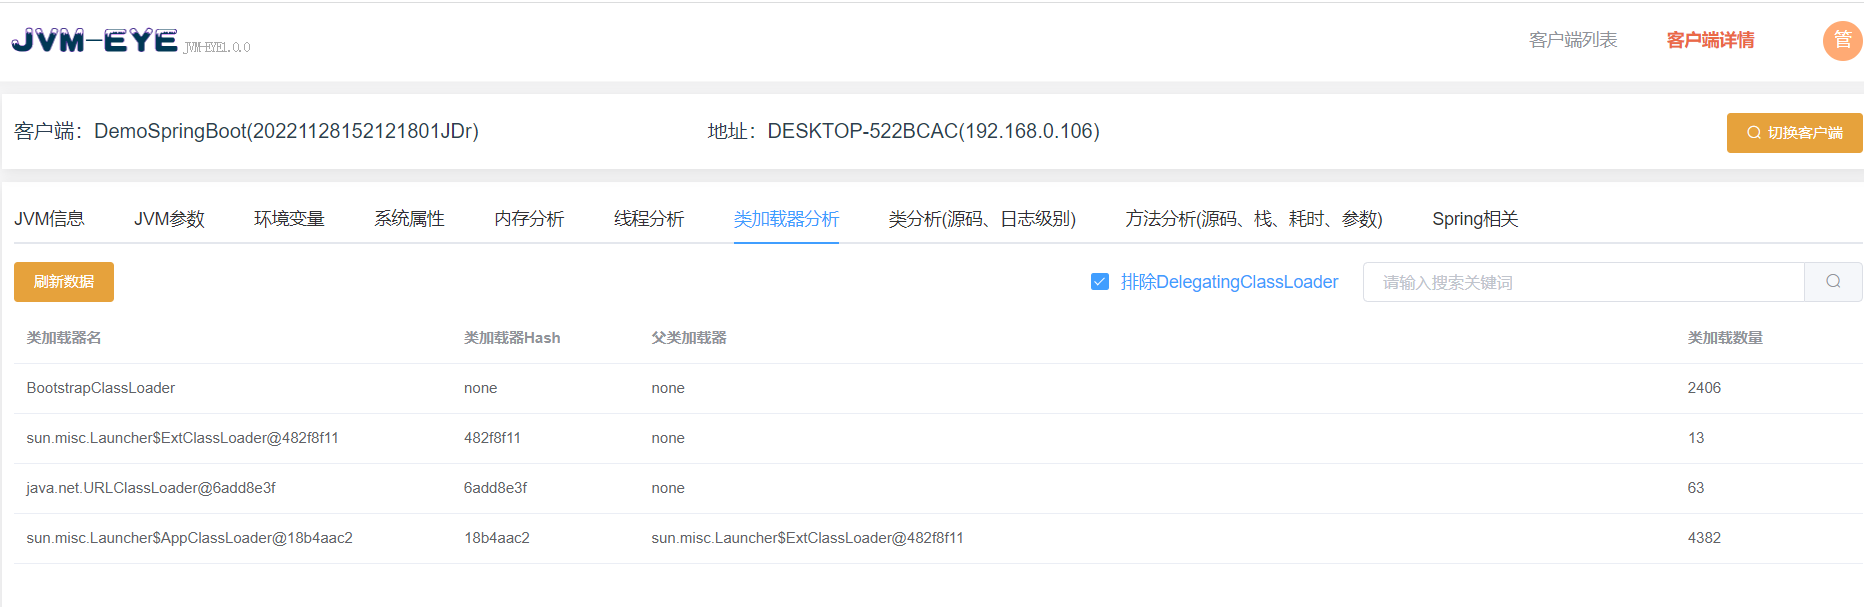 JVM-EYE JVM-EYE1.0.0 客户端列表 客户端详情 管
客户端：DemoSpringBoot(20221128152121801JDr) 地址：DESKTOP-522BCAC(192.168.0.106) 切换客户端
JVM信息 JVM参数 环境变量 系统属性 内存分析 线程分析 类加载器分析 类分析(源码、日志级别) 方法分析(源码、栈、耗时、参数) Spring相关
刷新数据 排除DelegatingClassLoader 请输入搜索关键词
类加载器名 类加载器Hash 父类加载器 类加载数量
BootstrapClassLoader none none 2406
sun.misc.Launcher$ExtClassLoader@482f8f11 482f8f11 none 13
java.net.URLClassLoader@6add8e3f 6add8e3f none 63
sun.misc.Launcher$AppClassLoader@18b4aac2 18b4aac2 sun.misc.Launcher$ExtClassLoader@482f8f11 4382